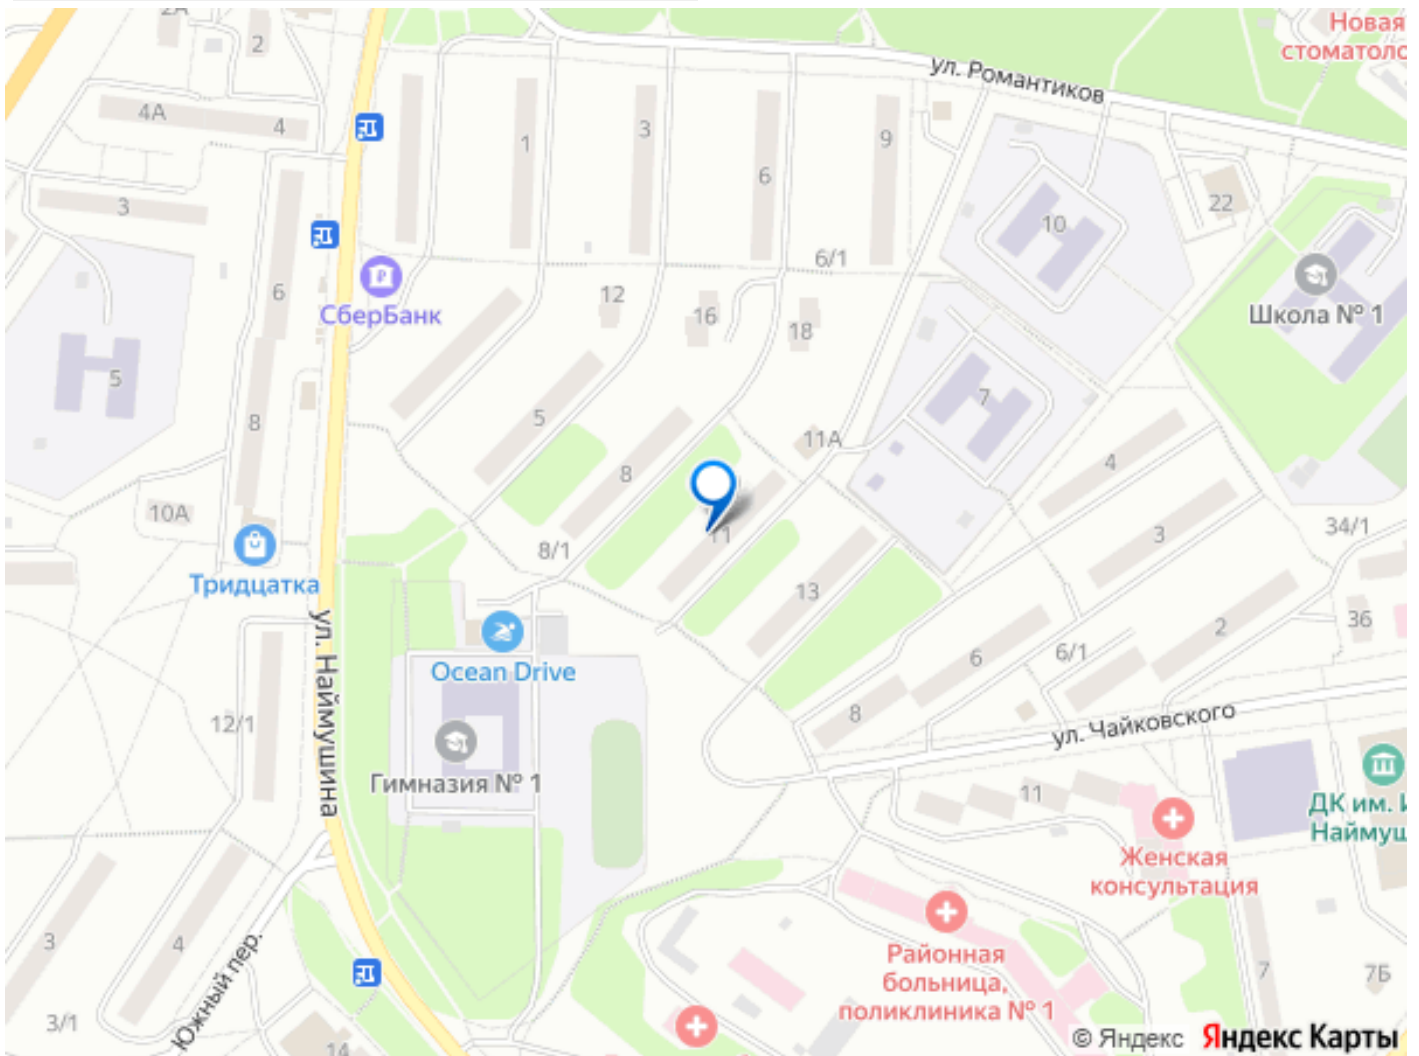 2А
2
Новая
стоматоло
ул. Романтиков
4А
4
1
3
6
9
3
10
22
6
СберБанк
12
16
18
6/1
Школа № 1
5
8
5
8
11А
7
4
10А
Тридцатка
8/1
11
3
34/1
13
ул. Наймушина
Ocean Drive
12/1
Гимназия № 1
8
6
6/1
2
36
ул. Чайковского
11
ДК им. И
Наймуш
Женская
консультация
3
4
Южный пер.
3/1
14
Районная
больница,
поликлиника № 1
7
7Б
© Яндекс Яндекс Карты